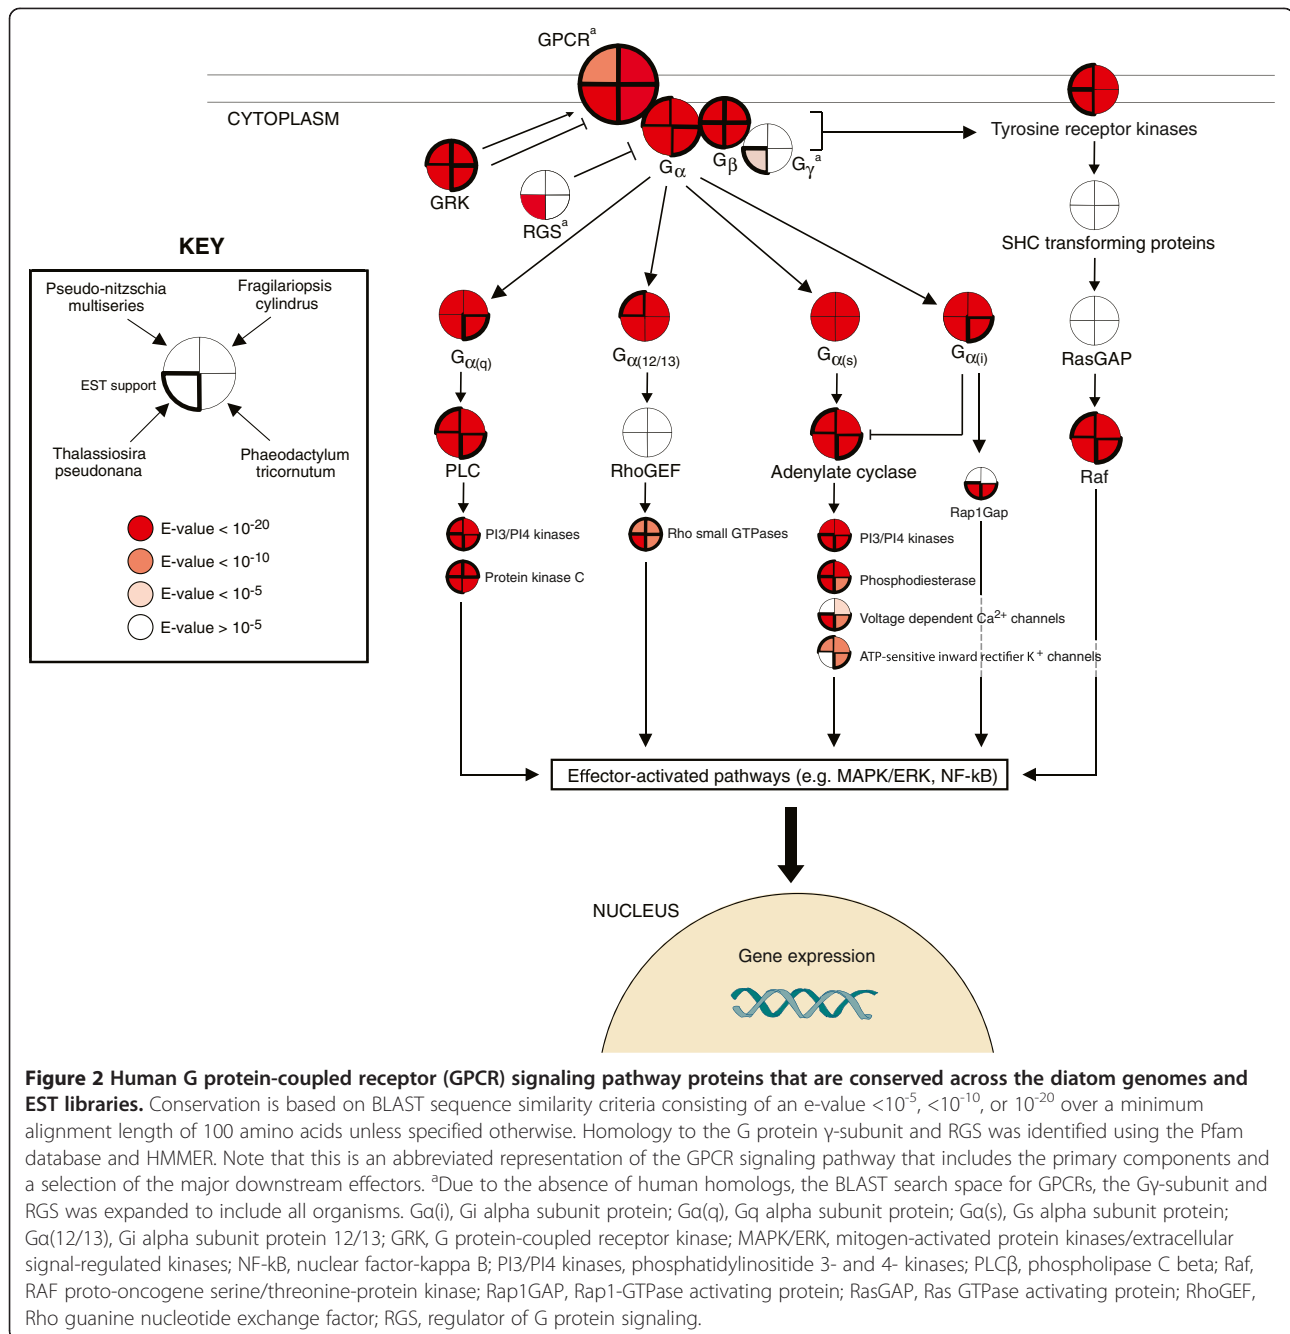 GPCRa
CYTOPLASM
Tyrosine receptor kinases
Gβ
Gγa
Gα
GRK
RGSa
SHC transforming proteins
KEY
Pseudo-nitzschia
multiseries
Fragilariopsis
cylindrus
EST support
Thalassiosira
pseudonana
Phaeodactylum
tricornutum
E-value < 10-20
E-value < 10-10
E-value < 10-5
E-value > 10-5
Gα(q)
Gα(12/13)
Gα(s)
Gα(i)
RasGAP
PLC
RhoGEF
Adenylate cyclase
Raf
Rap1Gap
PI3/PI4 kinases
Rho small GTPases
PI3/PI4 kinases
Protein kinase C
Phosphodiesterase
Voltage dependent Ca2+ channels
ATP-sensitive inward rectifier K+ channels
Effector-activated pathways (e.g. MAPK/ERK, NF-kB)
NUCLEUS
Gene expression
Figure 2 Human G protein-coupled receptor (GPCR) signaling pathway proteins that are conserved across the diatom genomes and
EST libraries. Conservation is based on BLAST sequence similarity criteria consisting of an e-value <10-5, <10-10, or 10-20 over a minimum
alignment length of 100 amino acids unless specified otherwise. Homology to the G protein γ-subunit and RGS was identified using the Pfam
database and HMMER. Note that this is an abbreviated representation of the GPCR signaling pathway that includes the primary components and
a selection of the major downstream effectors. aDue to the absence of human homologs, the BLAST search space for GPCRs, the Gγ-subunit and
RGS was expanded to include all organisms. Gα(i), Gi alpha subunit protein; Gα(q), Gq alpha subunit protein; Gα(s), Gs alpha subunit protein;
Gα(12/13), Gi alpha subunit protein 12/13; GRK, G protein-coupled receptor kinase; MAPK/ERK, mitogen-activated protein kinases/extracellular
signal-regulated kinases; NF-kB, nuclear factor-kappa B; PI3/PI4 kinases, phosphatidylinositide 3- and 4- kinases; PLCβ, phospholipase C beta; Raf,
RAF proto-oncogene serine/threonine-protein kinase; Rap1GAP, Rap1-GTPase activating protein; RasGAP, Ras GTPase activating protein; RhoGEF,
Rho guanine nucleotide exchange factor; RGS, regulator of G protein signaling.